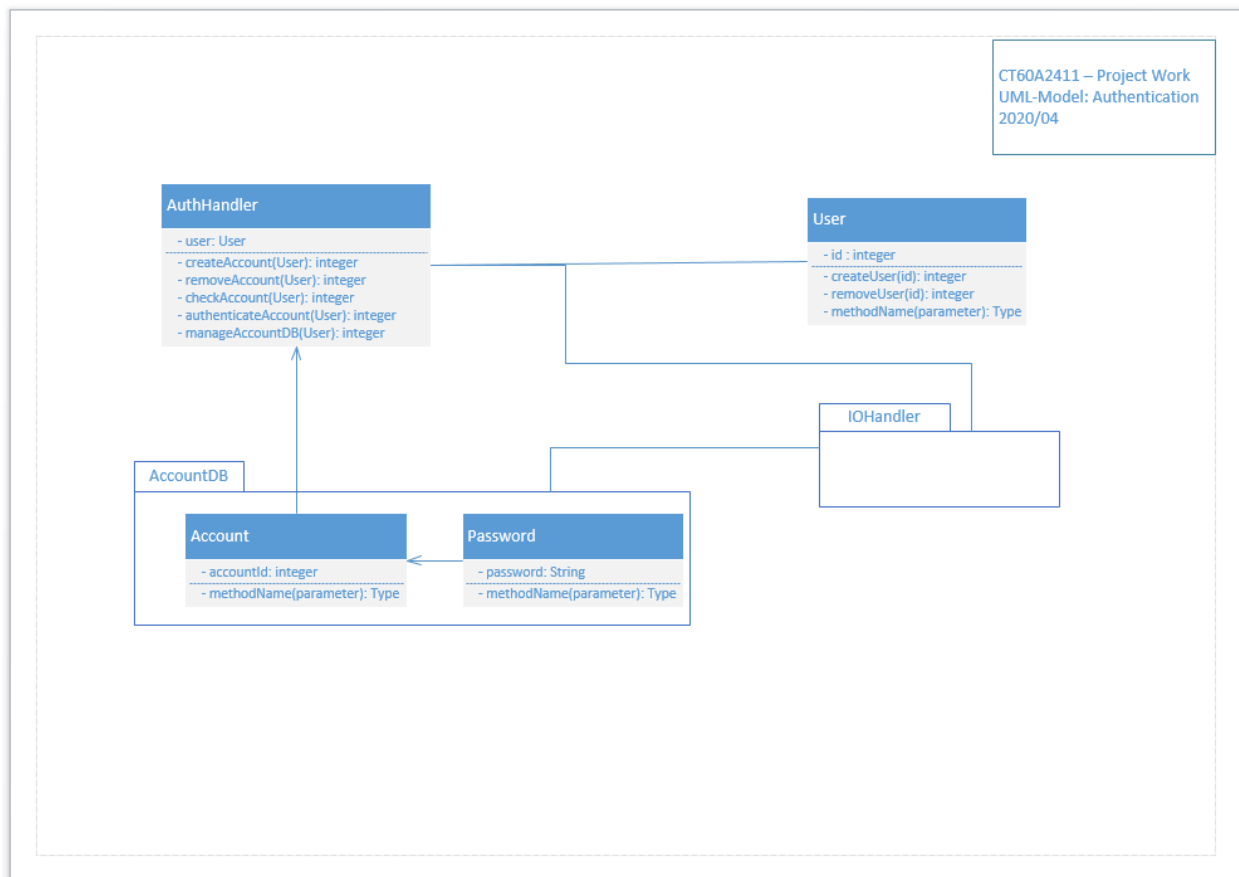 CT60A2411 – Project Work
UML-Model: Authentication
2020/04
AuthHandler
- user: User
- createAccount(User): integer
- removeAccount(User): integer
- checkAccount(User): integer
- authenticateAccount(User): integer
- manageAccountDB(User): integer
User
- id : integer
- createUser(id): integer
- removeUser(id): integer
- methodName(parameter): Type
IOHandler
AccountDB
Account
- accountId: integer
- methodName(parameter): Type
Password
- password: String
- methodName(parameter): Type